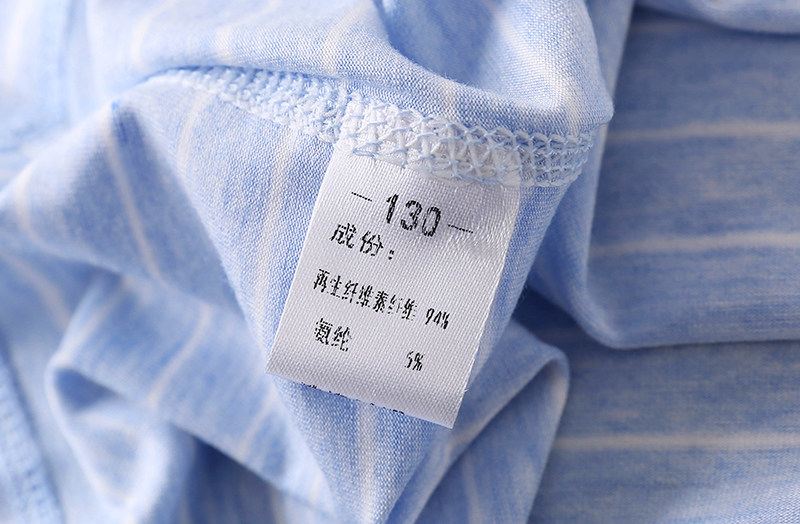 — 130 —
成份：
再生纤维素纤维 94%
氨纶 6%